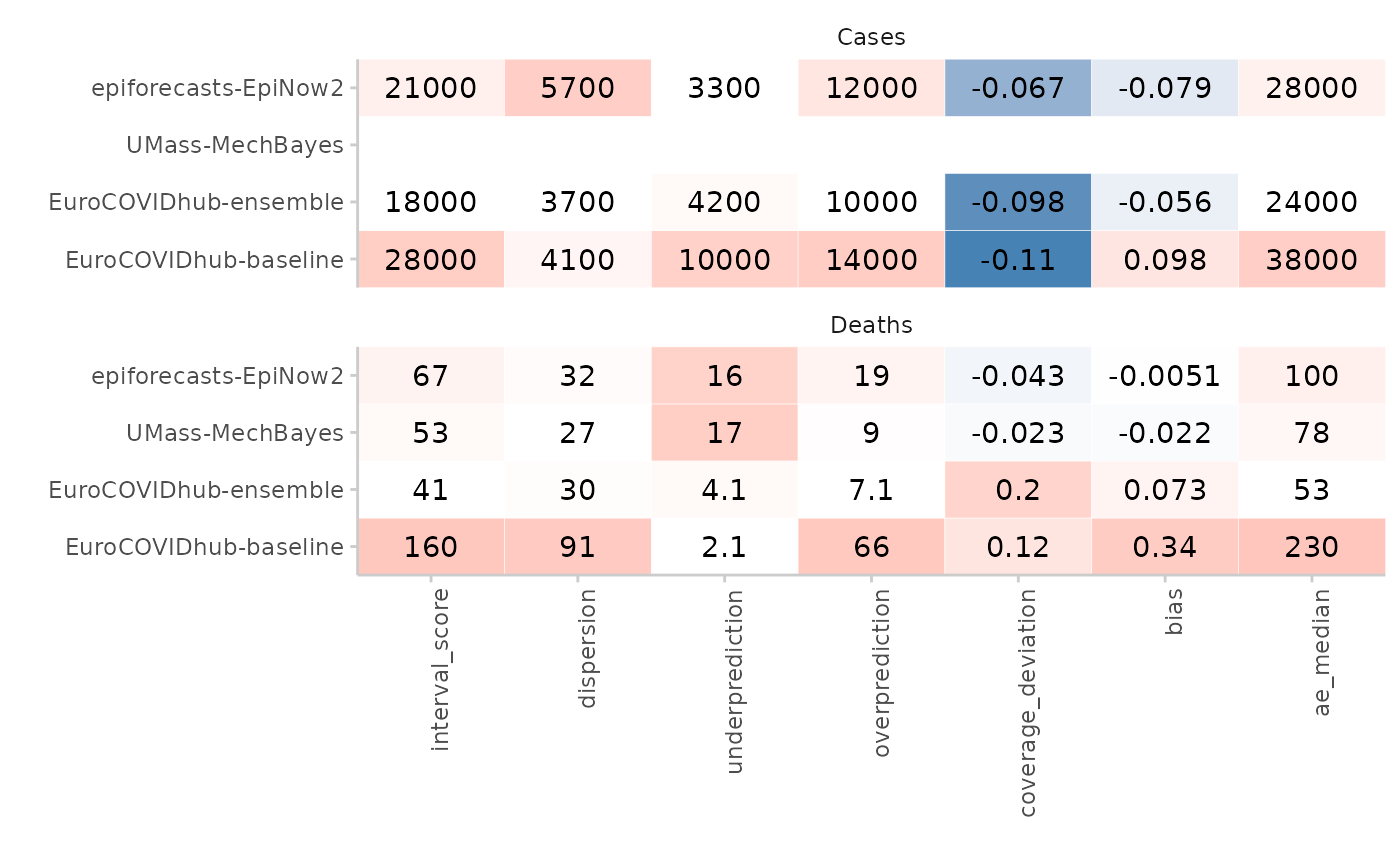 Cases
epiforecasts-EpiNow2 21000 5700 3300 12000 -0.067 -0.079 28000
UMass-MechBayes
EuroCOVIDhub-ensemble 18000 3700 4200 10000 -0.098 -0.056 24000
EuroCOVIDhub-baseline 28000 4100 10000 14000 -0.11 0.098 38000
Deaths
epiforecasts-EpiNow2 67 32 16 19 -0.043 -0.0051 100
UMass-MechBayes 53 27 17 9 -0.023 -0.022 78
EuroCOVIDhub-ensemble 41 30 4.1 7.1 0.2 0.073 53
EuroCOVIDhub-baseline 160 91 2.1 66 0.12 0.34 230
interval_score
dispersion
underprediction
overprediction
coverage_deviation
bias
ae_median